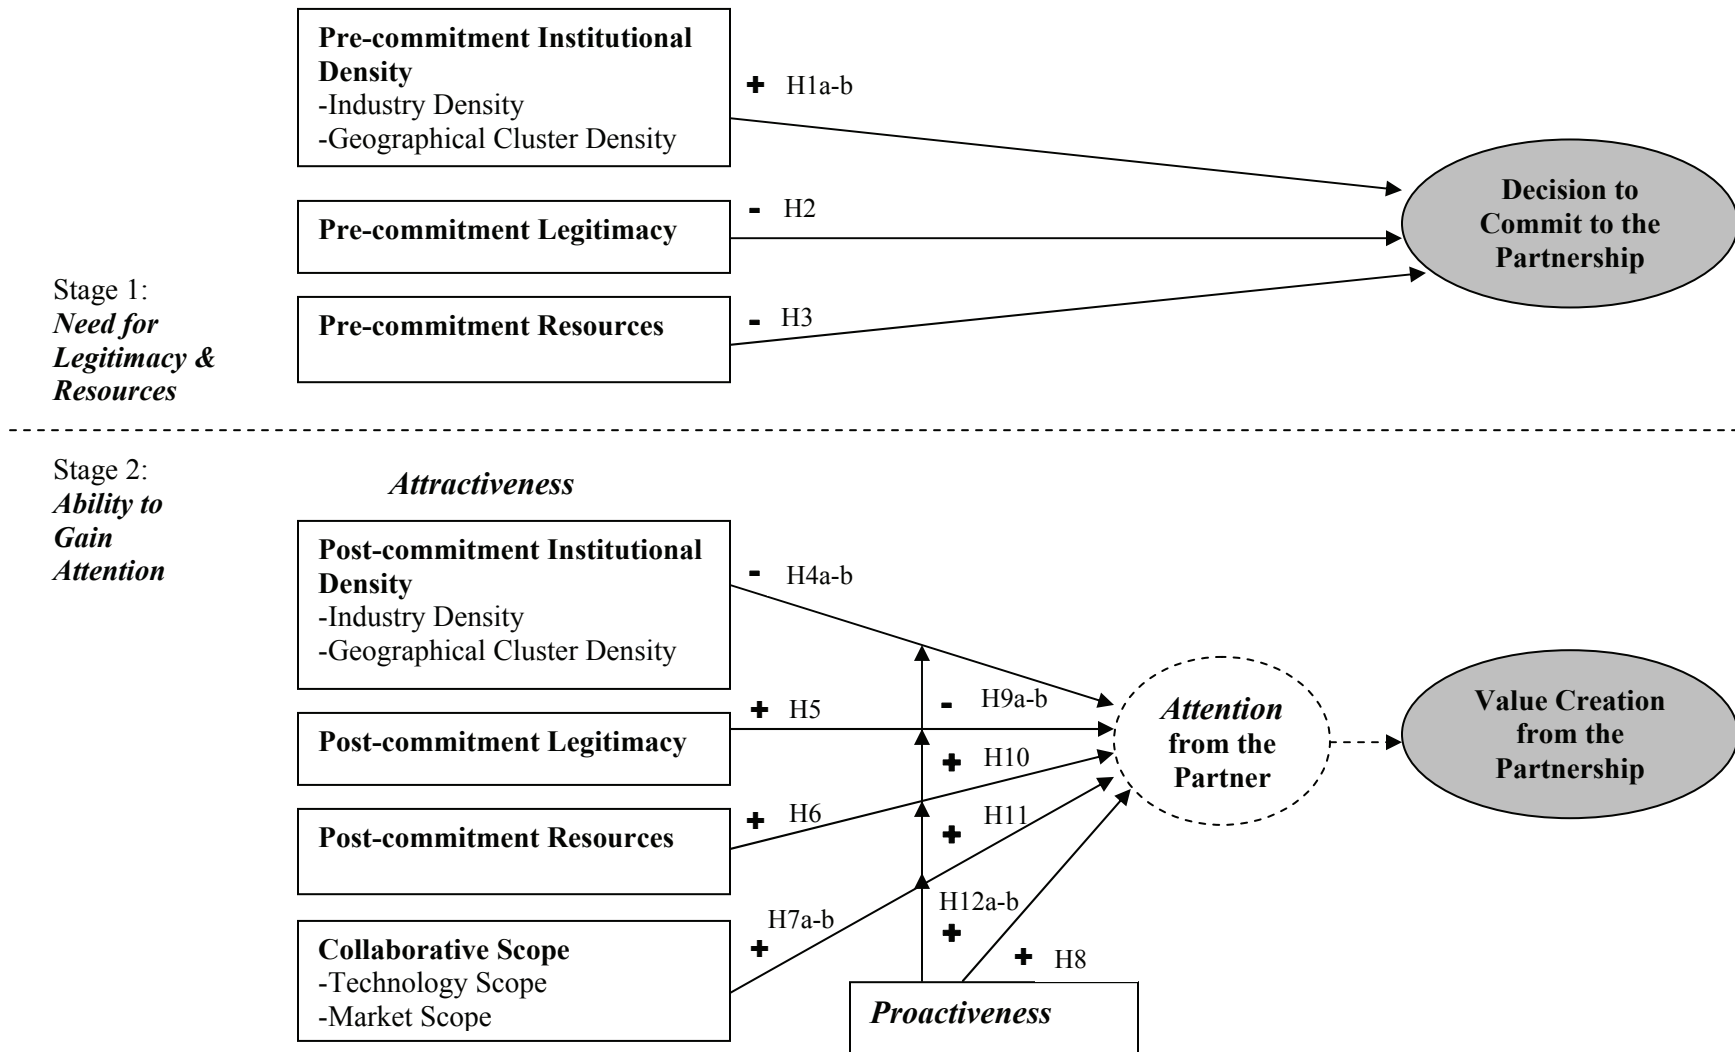 Pre-commitment Institutional
Density
-Industry Density
-Geographical Cluster Density
+ H1a-b
Pre-commitment Legitimacy
- H2
Pre-commitment Resources
- H3
Decision to
Commit to the
Partnership
Stage 1:
Need for
Legitimacy &
Resources
Stage 2:
Ability to
Gain
Attention
Attractiveness
Post-commitment Institutional
Density
-Industry Density
-Geographical Cluster Density
- H4a-b
Post-commitment Legitimacy
+ H5
Post-commitment Resources
+ H6
Collaborative Scope
-Technology Scope
-Market Scope
H7a-b
+
- H9a-b
+ H10
+ H11
H12a-b
+
+ H8
Proactiveness
Attention
from the
Partner
Value Creation
from the
Partnership